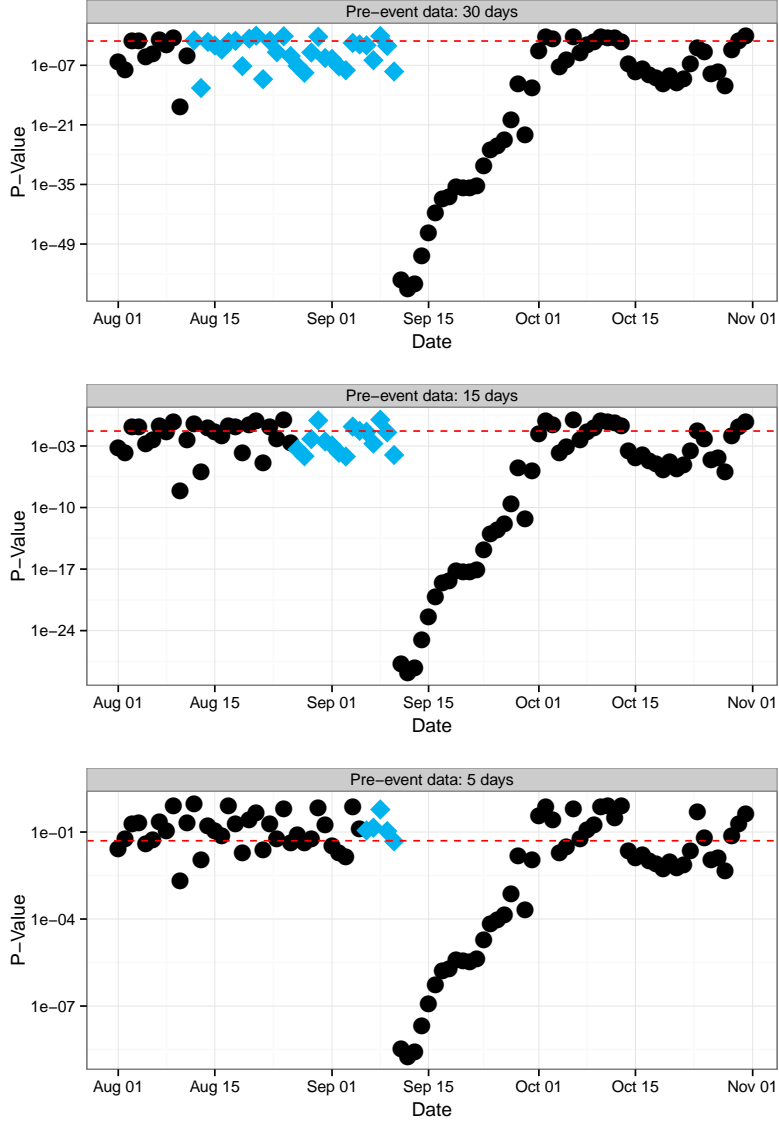 Pre−event data: 30 days
1e−07
1e−21
1e−35
1e−49
P−Value
Aug 01 Aug 15 Sep 01 Sep 15 Oct 01 Oct 15 Nov 01
Date
Pre−event data: 15 days
1e−03
1e−10
1e−17
1e−24
P−Value
Aug 01 Aug 15 Sep 01 Sep 15 Oct 01 Oct 15 Nov 01
Date
Pre−event data: 5 days
1e−01
1e−04
1e−07
P−Value
Aug 01 Aug 15 Sep 01 Sep 15 Oct 01 Oct 15 Nov 01
Date